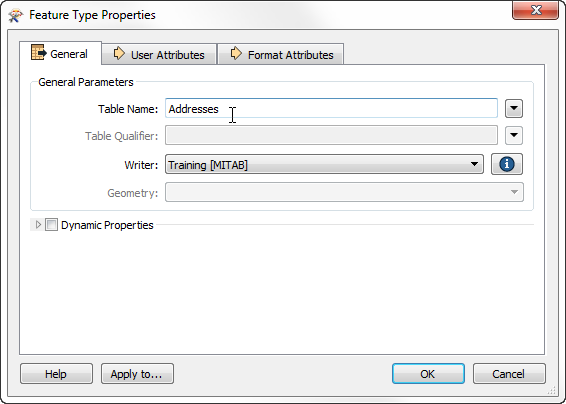 Feature Type Properties
General
User Attributes
Format Attributes
General Parameters
Table Name: Addresses
Table Qualifier:
Writer: Training [MITAB]
Geometry:
Dynamic Properties
Help
Apply to...
OK
Cancel